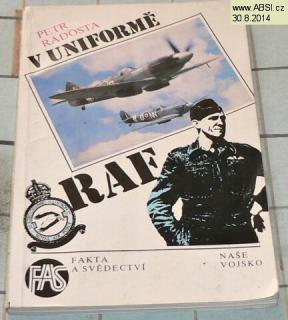 www.ABSI.cz
30.8.2014
PETR
RADOSTA
V UNIFORMĚ
RAF
FAS
FAKTA
A SVĚDECTVÍ
NAŠE
VOJSKO